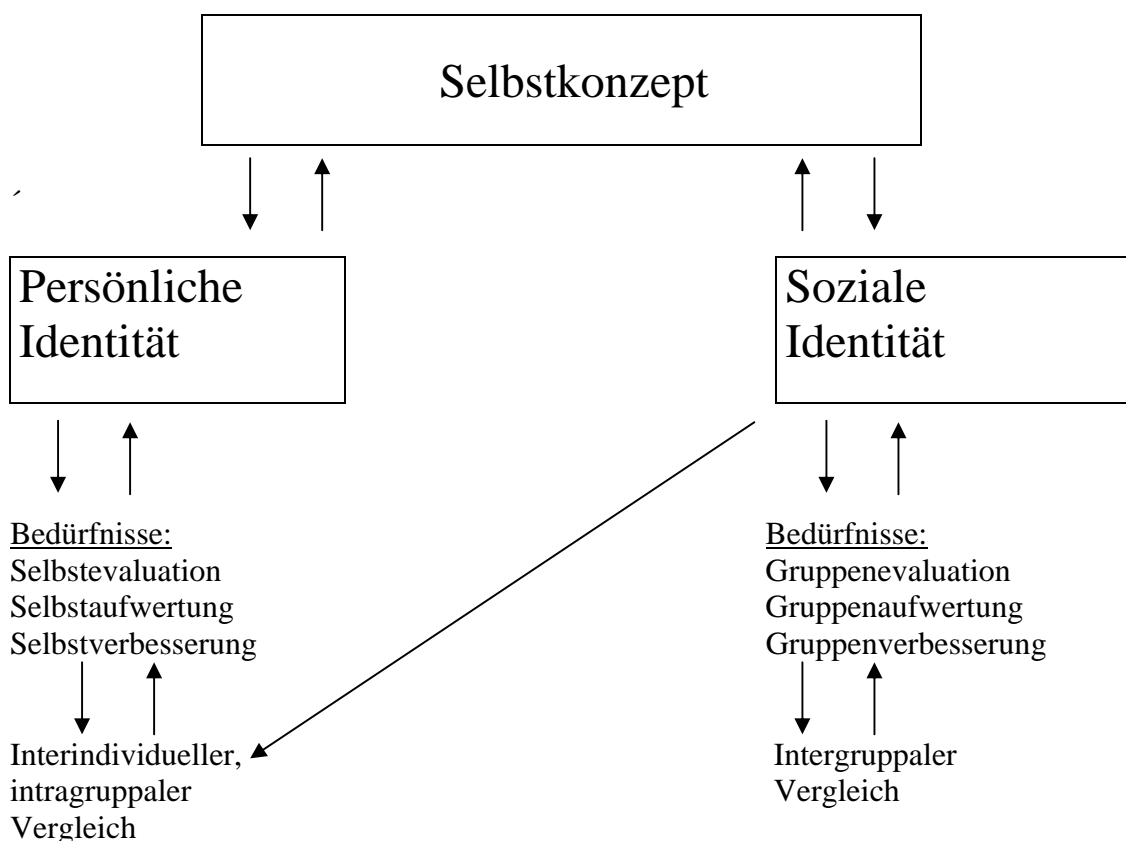 Selbstkonzept
´
Persönliche
Identität
Soziale
Identität
Bedürfnisse:
Selbstevaluation
Selbstaufwertung
Selbstverbesserung
Bedürfnisse:
Gruppenevaluation
Gruppenaufwertung
Gruppenverbesserung
Interindividueller,
intragruppaler
Vergleich
Intergruppaler
Vergleich